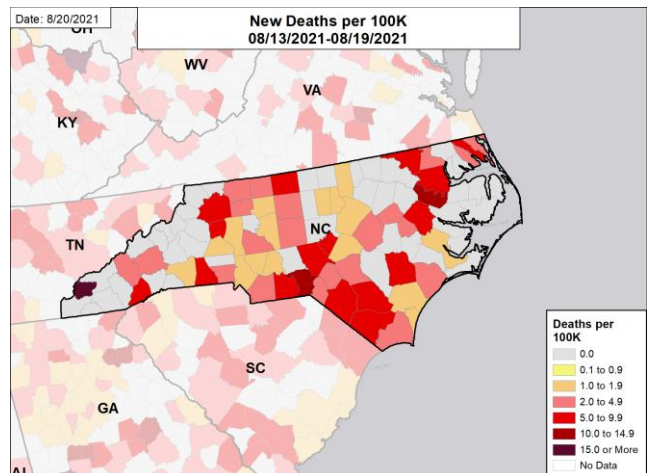 Date: 8/20/2021
New Deaths per 100K
08/13/2021-08/19/2021
OH
WV
VA
KY
TN
NC
SC
GA
AL
Deaths per
100K
0.0
0.1 to 0.9
1.0 to 1.9
2.0 to 4.9
5.0 to 9.9
10.0 to 14.9
15.0 or More
No Data